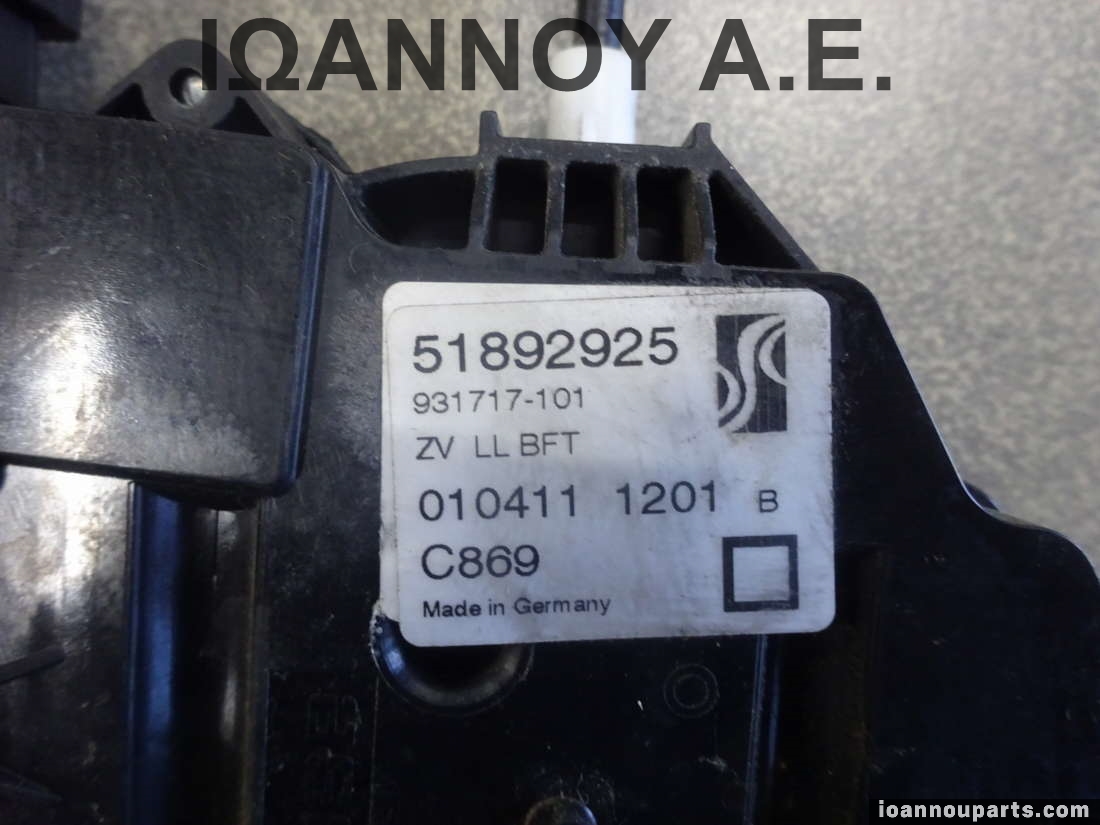 ΙΩΑΝΝΟΥ Α.Ε.
51892925
931717-101
ZV LL BFT
010411 1201 B
C869
Made in Germany
ioannouparts.com